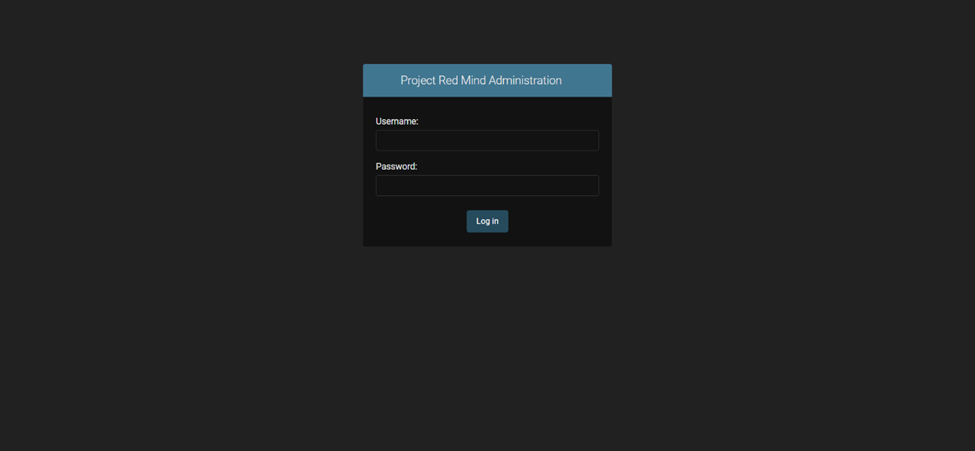 Project Red Mind Administration
Username:
Password:
Log in